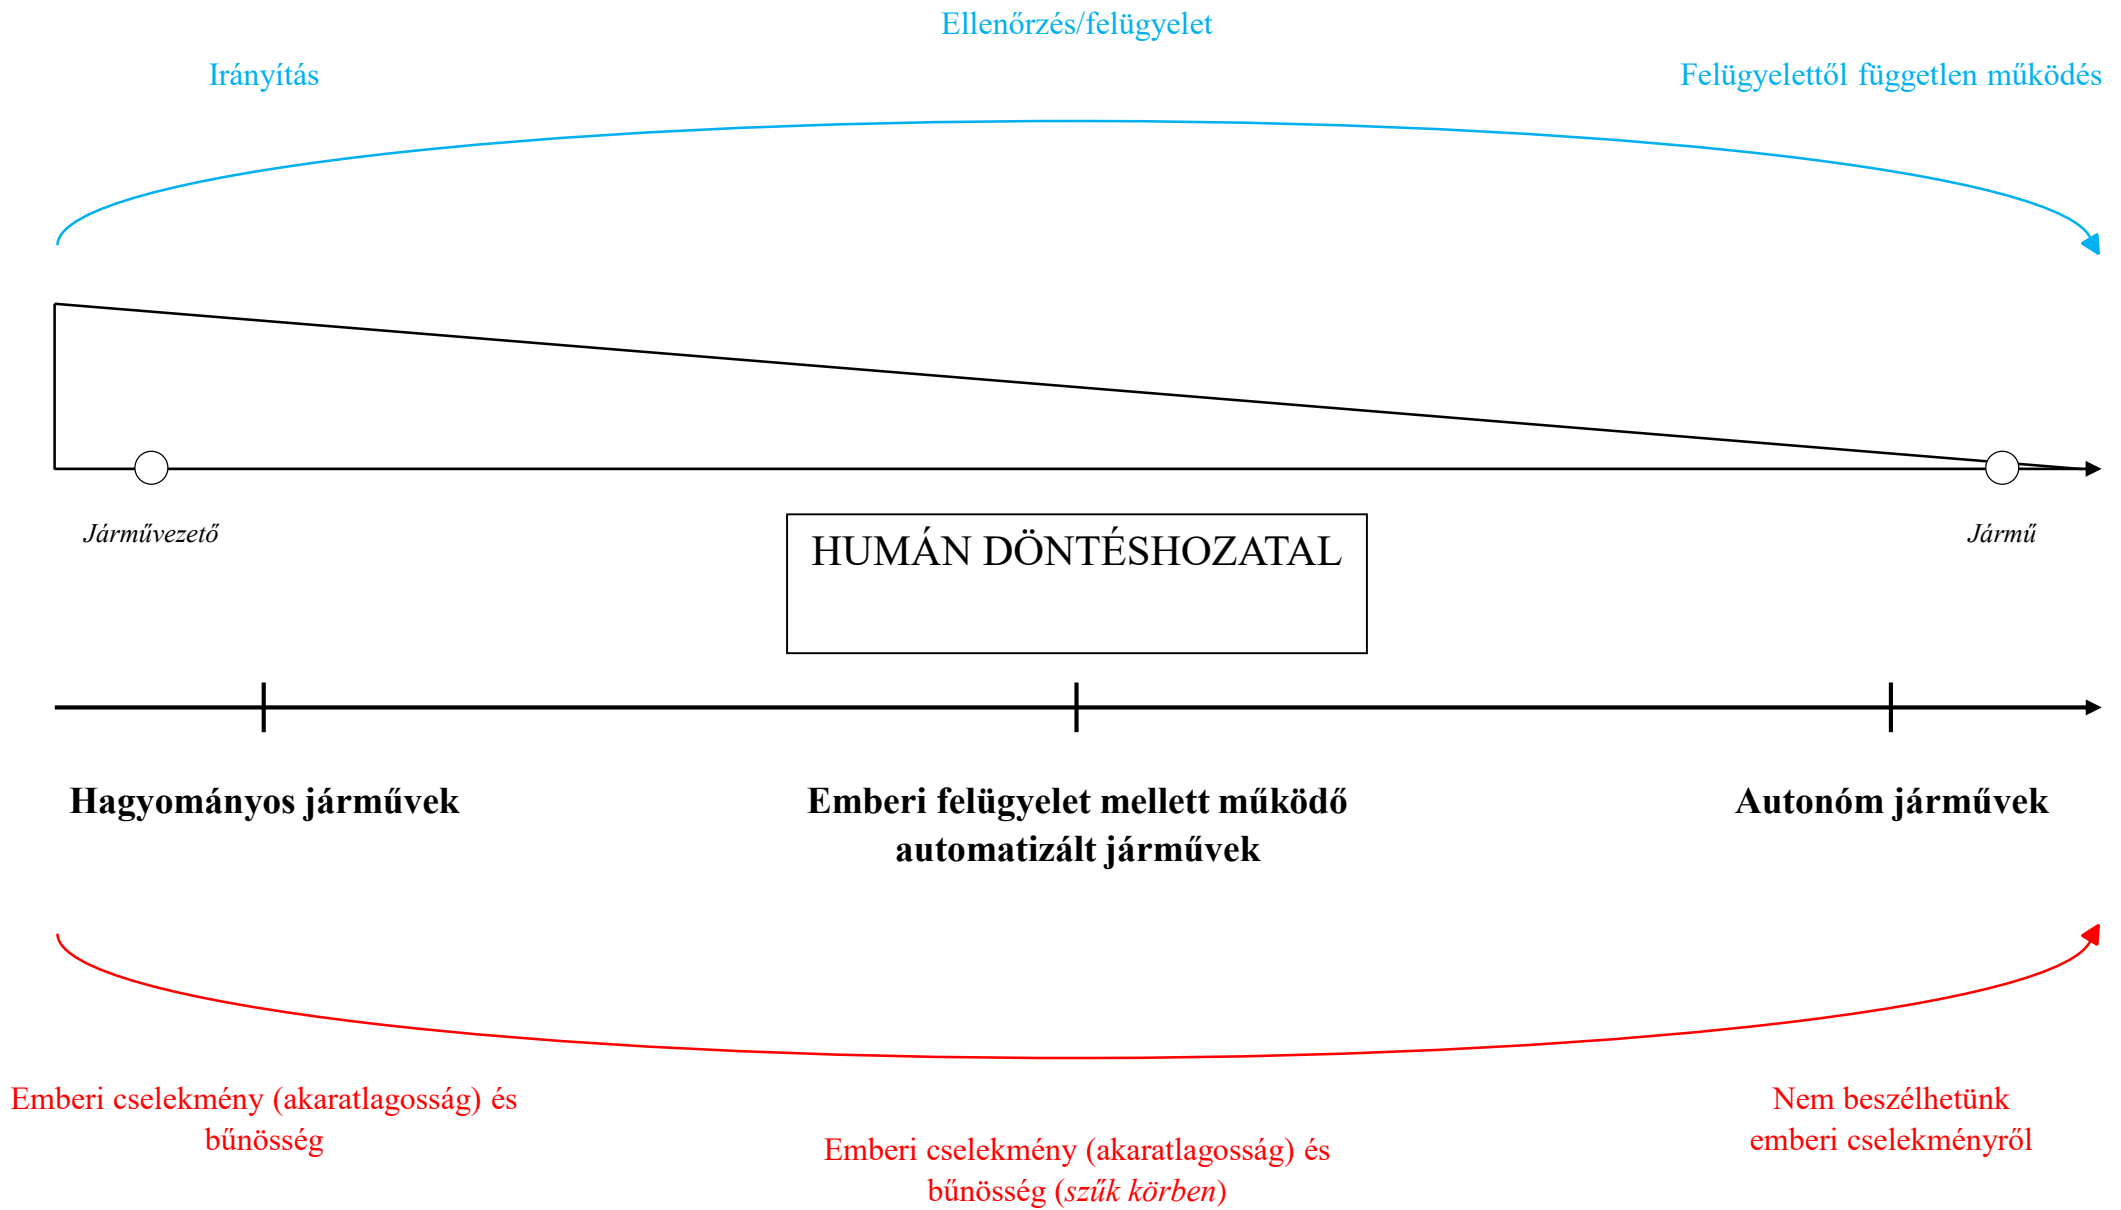 Ellenőrzés/felügyelet
Irányítás
Felügyelettől független működés
Járművezető
Jármű
HUMÁN DÖNTÉSHOZATAL
Hagyományos járművek
Emberi felügyelet mellett működő
automatizált járművek
Autonóm járművek
Emberi cselekmény (akaratlagosság) és
bűnösség
Emberi cselekmény (akaratlagosság) és
bűnösség (szűk körben)
Nem beszélhetünk
emberi cselekményről